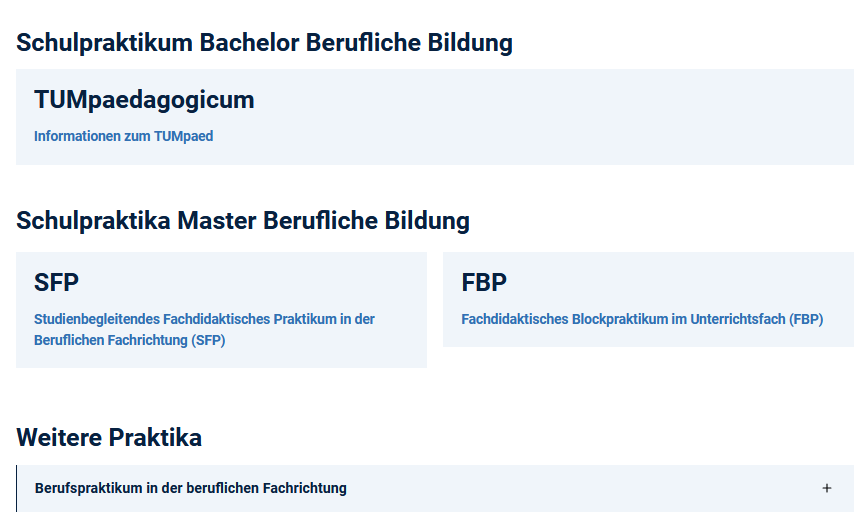 Schulpraktikum Bachelor Berufliche Bildung
TUMpaedagogicum
Informationen zum TUMpaed
Schulpraktika Master Berufliche Bildung
SFP
Studienbegleitendes Fachdidaktisches Praktikum in der
Beruflichen Fachrichtung (SFP)
FBP
Fachdidaktisches Blockpraktikum im Unterrichtsfach (FBP)
Weitere Praktika
Berufspraktikum in der beruflichen Fachrichtung +